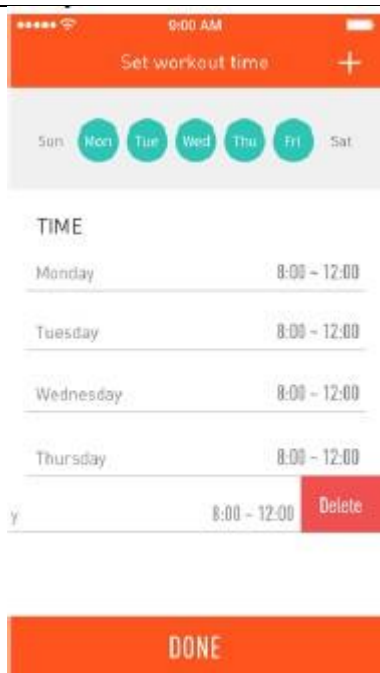 9:00 AM
Set workout time +
Sun Mon Tue Wed Thu Fri Sat
TIME
Monday 8:00 ~ 12:00
Tuesday 8:00 ~ 12:00
Wednesday 8:00 ~ 12:00
Thursday 8:00 ~ 12:00
y 8:00 ~ 12:00 Delete
DONE